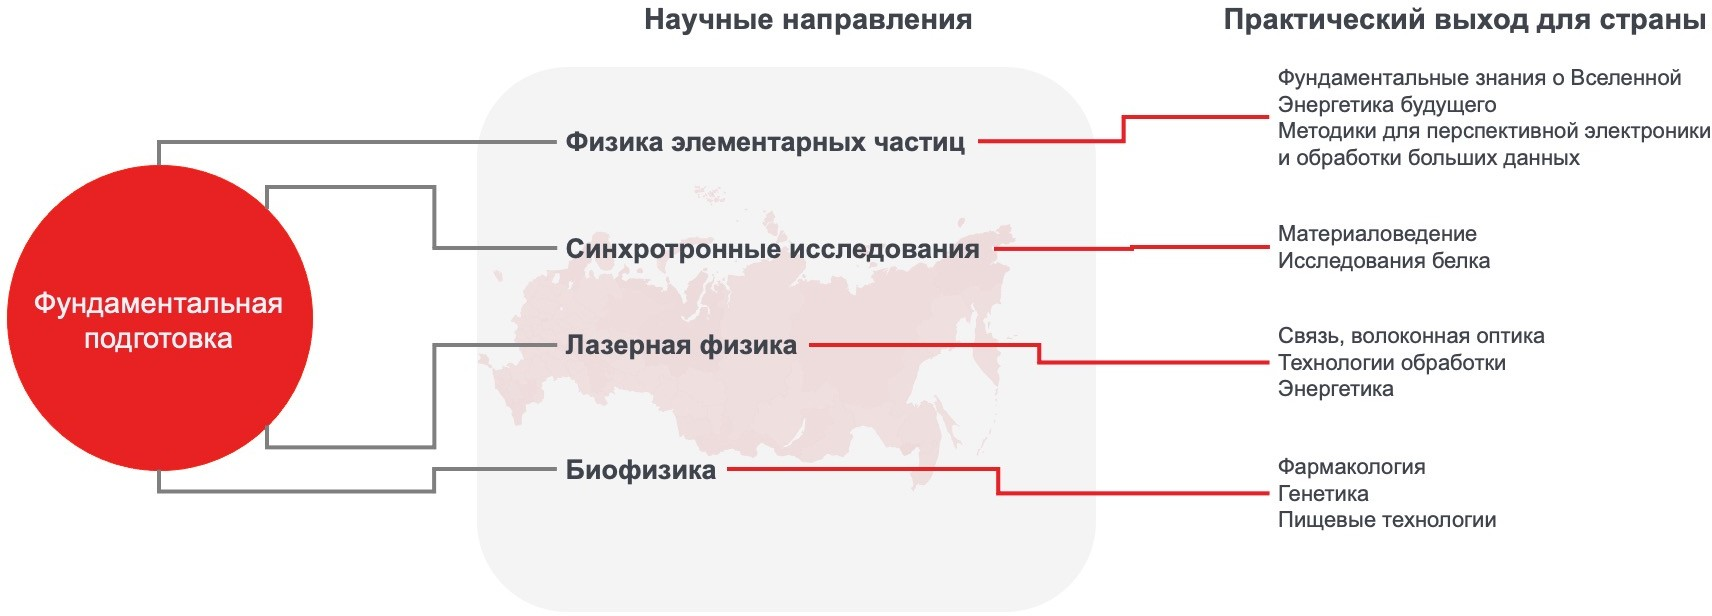 Научные направления
Практический выход для страны
Фундаментальная
подготовка
Физика элементарных частиц
Фундаментальные знания о Вселенной
Энергетика будущего
Методики для перспективной электроники
и обработки больших данных
Синхротронные исследования
Материаловедение
Исследования белка
Лазерная физика
Связь, волоконная оптика
Технологии обработки
Энергетика
Биофизика
Фармакология
Генетика
Пищевые технологии